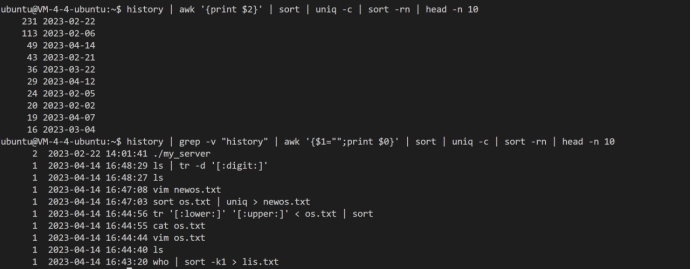 ubuntu@VM-4-4-ubuntu:~$ history | awk '{print $2}' | sort | uniq -c | sort -rn | head -n 10
    231 2023-02-22
    113 2023-02-06
     49 2023-04-14
     43 2023-02-21
     36 2023-03-22
     29 2023-04-12
     24 2023-02-05
     20 2023-02-02
     19 2023-04-07
     16 2023-03-04
ubuntu@VM-4-4-ubuntu:~$ history | grep -v "history" | awk '{$1="";print $0}' | sort | uniq -c | sort -rn | head -n 10
      2  2023-02-22 14:01:41 ./my_server
      1  2023-04-14 16:48:29 ls | tr -d '[:digit:]'
      1  2023-04-14 16:48:27 ls
      1  2023-04-14 16:47:08 vim newos.txt
      1  2023-04-14 16:47:03 sort os.txt | uniq > newos.txt
      1  2023-04-14 16:44:56 tr '[:lower:]' '[:upper:]' < os.txt | sort
      1  2023-04-14 16:44:55 cat os.txt
      1  2023-04-14 16:44:44 vim os.txt
      1  2023-04-14 16:44:40 ls
      1  2023-04-14 16:43:20 who | sort -k1 > lis.txt